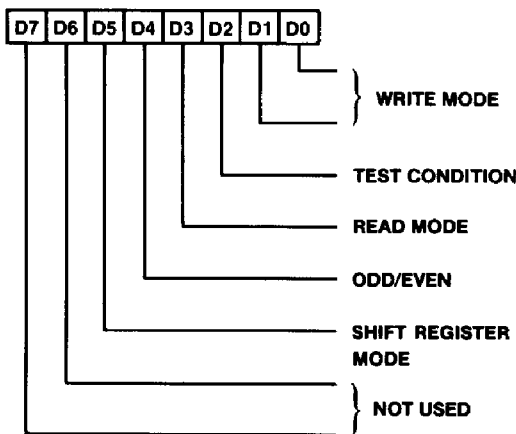 D7 D6 D5 D4 D3 D2 D1 D0
WRITE MODE
TEST CONDITION
READ MODE
ODD/EVEN
SHIFT REGISTER
MODE
NOT USED